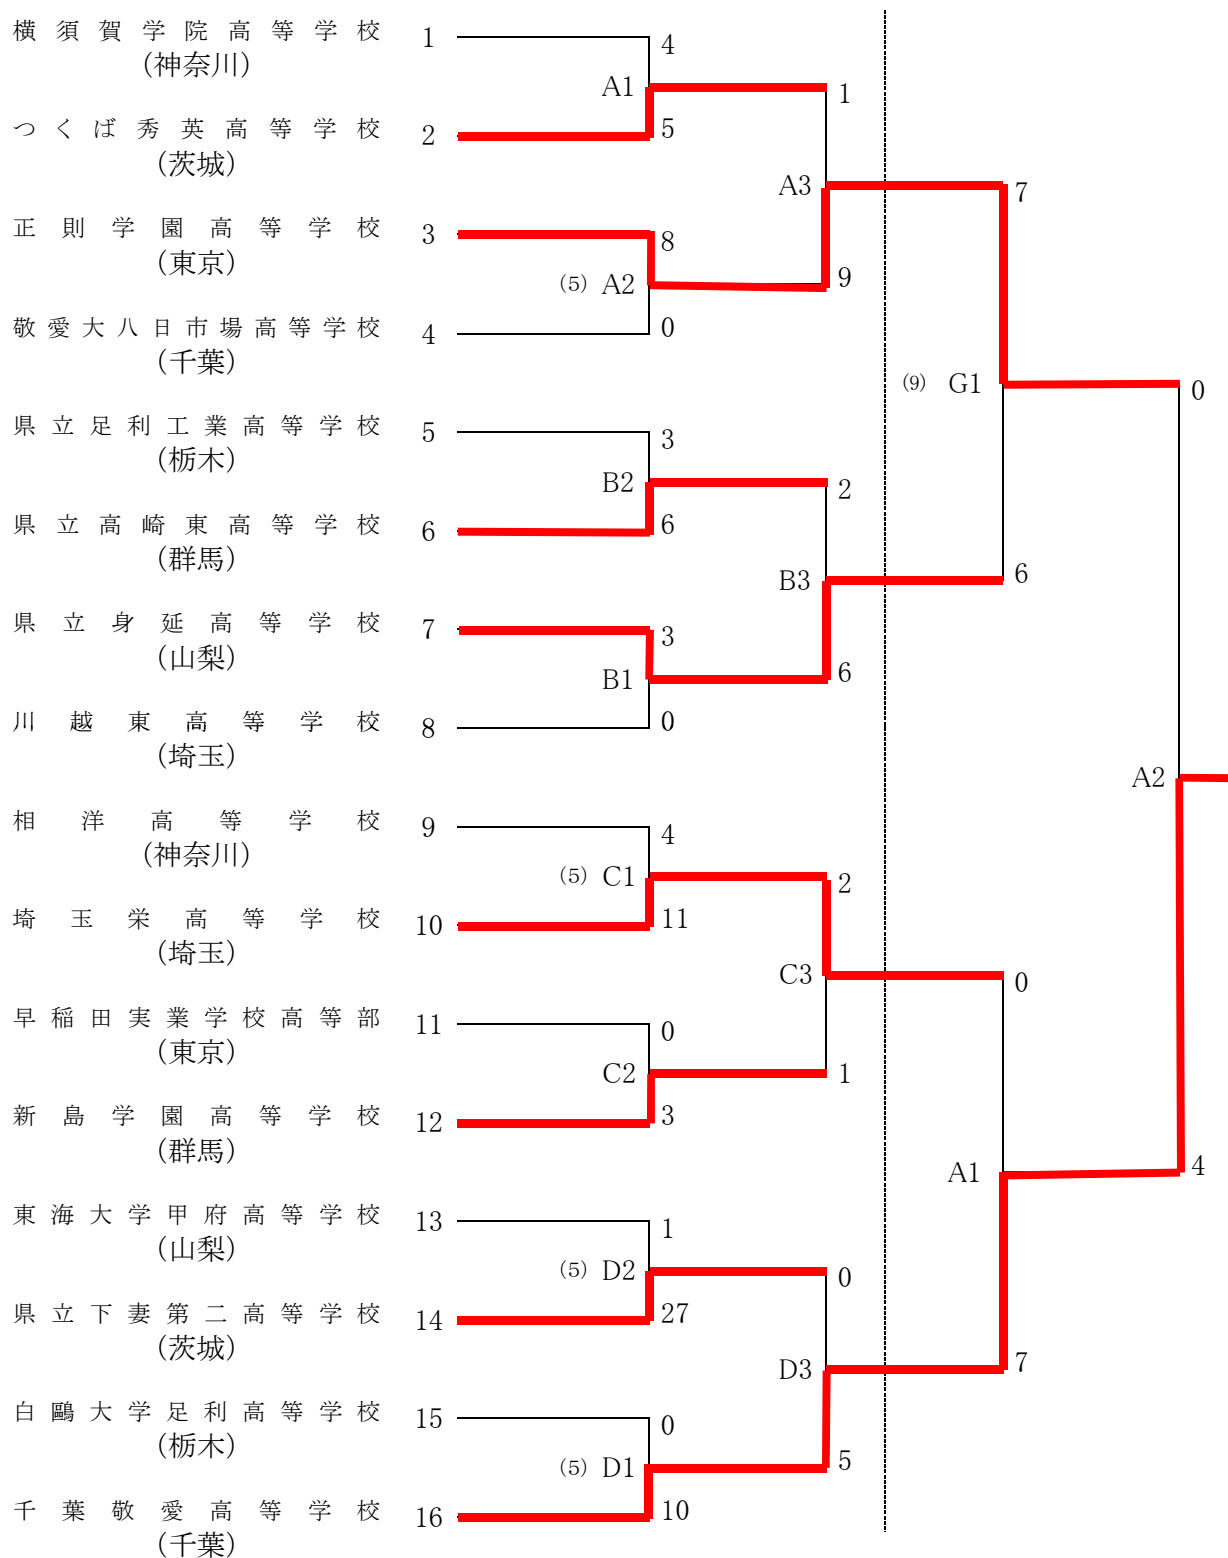 横須賀学院高等学校 1 4
(神奈川)
A1 1
つくば秀英高等学校 2 5
(茨城)
A3 7
正則学園高等学校 3 8
(東京)
(5) A2 9
敬愛大八日市場高等学校 4 0
(千葉)
(9) G1 0
県立足利工業高等学校 5 3
(栃木)
B2 2
県立高崎東高等学校 6 6
(群馬)
B3 6
県立身延高等学校 7 3
(山梨)
B1 6
川越東高等学校 8 0
(埼玉)
A2
相洋高等学校 9 4
(神奈川)
(5) C1 2
埼玉栄高等学校 10 11
(埼玉)
C3 0
早稲田実業学校高等部 11 0
(東京)
C2 1
新島学園高等学校 12 3
(群馬)
A1 4
東海大学甲府高等学校 13 1
(山梨)
(5) D2 0
県立下妻第二高等学校 14 27
(茨城)
D3 7
白鷗大学足利高等学校 15 0
(栃木)
(5) D1 5
千葉敬愛高等学校 16 10
(千葉)